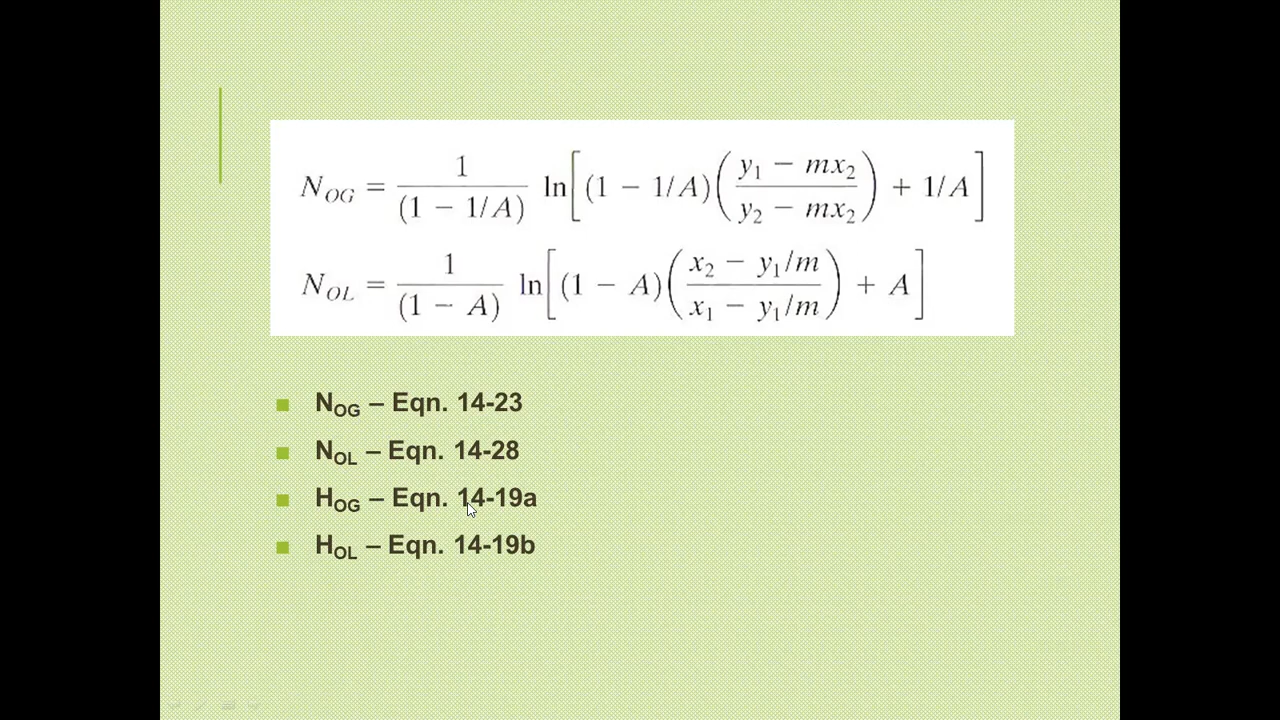 N_OG = 1/(1 − 1/A) ln[(1 − 1/A)((y₁ − mx₂)/(y₂ − mx₂)) + 1/A]
N_OL = 1/(1 − A) ln[(1 − A)((x₂ − y₁/m)/(x₁ − y₁/m)) + A]
N_OG – Eqn. 14-23
N_OL – Eqn. 14-28
H_OG – Eqn. 14-19a
H_OL – Eqn. 14-19b